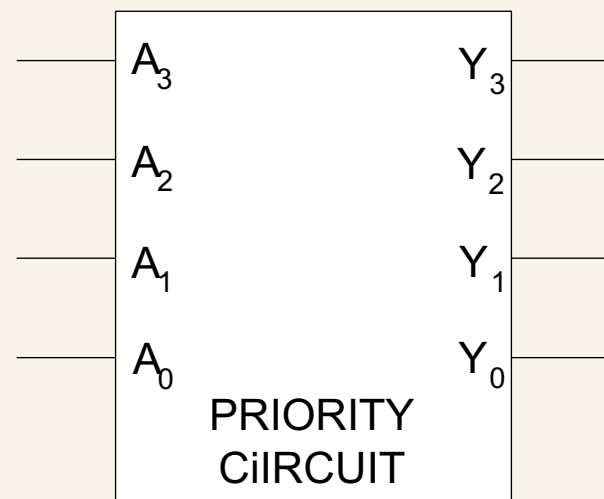 A3 Y3
A2 Y2
A1 Y1
A0 Y0
PRIORITY
CiIRCUIT